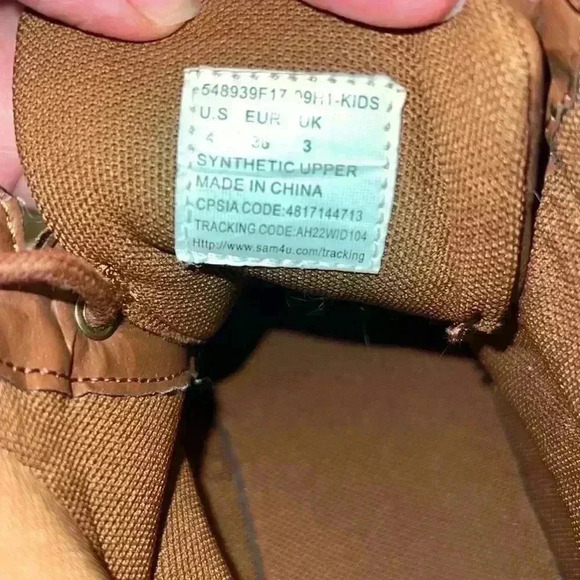 548939F17 09H1-KIDS
U.S EUR UK
4 36 3
SYNTHETIC UPPER
MADE IN CHINA
CPSIA CODE:4817144713
TRACKING CODE:AH22WID104
Http://www.sam4u.com/tracking